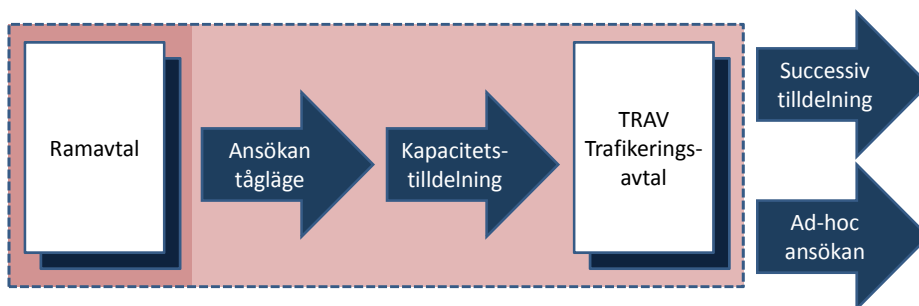 Ramavtal
Ansökan
tågläge
Kapacitets-
tilldelning
TRAV
Trafikerings-
avtal
Successiv
tilldelning
Ad-hoc
ansökan